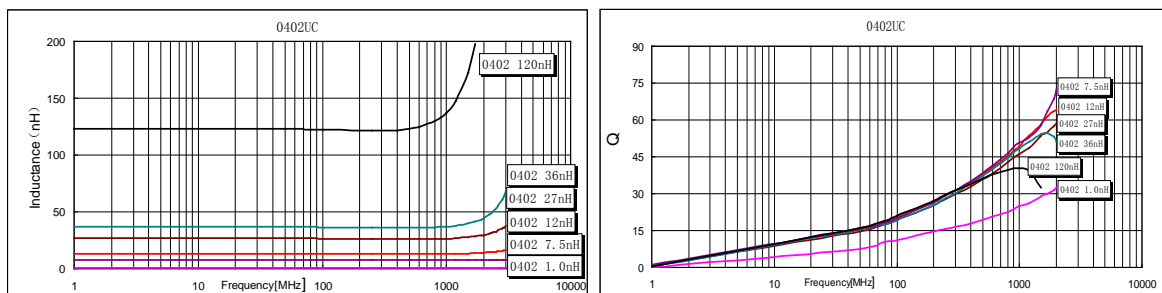 0402UC
200
150
100
50
0
Inductance (nH)
0402 120nH
0402 36nH
0402 27nH
0402 12nH
0402 7.5nH
0402 1.0nH
1
10
100
1000
10000
Frequency[MHz]
0402UC
90
75
60
45
30
15
0
Q
0402 7.5nH
0402 12nH
0402 27nH
0402 36nH
0402 120nH
0402 1.0nH
1
10
100
1000
10000
Frequency[MHz]